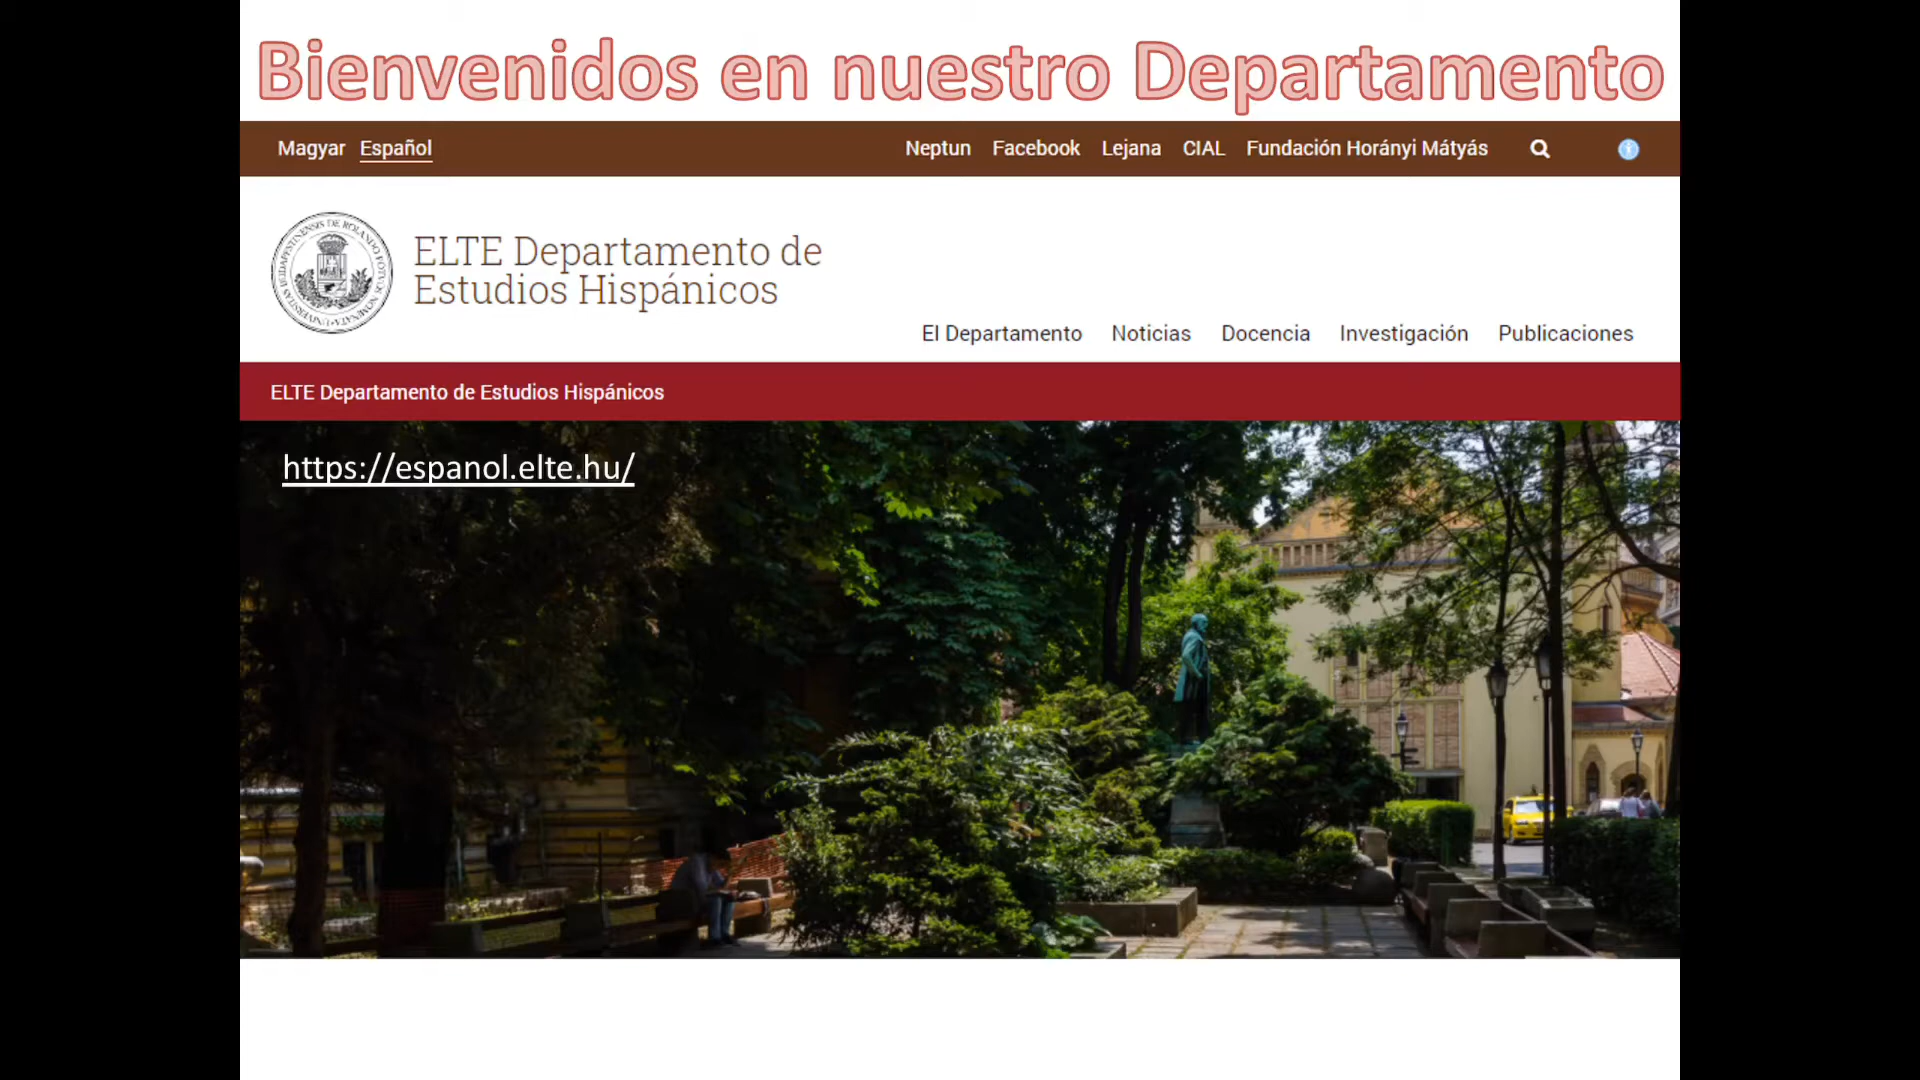 Bienvenidos en nuestro Departamento
Magyar Español Neptun Facebook Lejana CIAL Fundación Horányi Mátyás
ELTE Departamento de
Estudios Hispánicos
El Departamento Noticias Docencia Investigación Publicaciones
ELTE Departamento de Estudios Hispánicos
https://espanol.elte.hu/